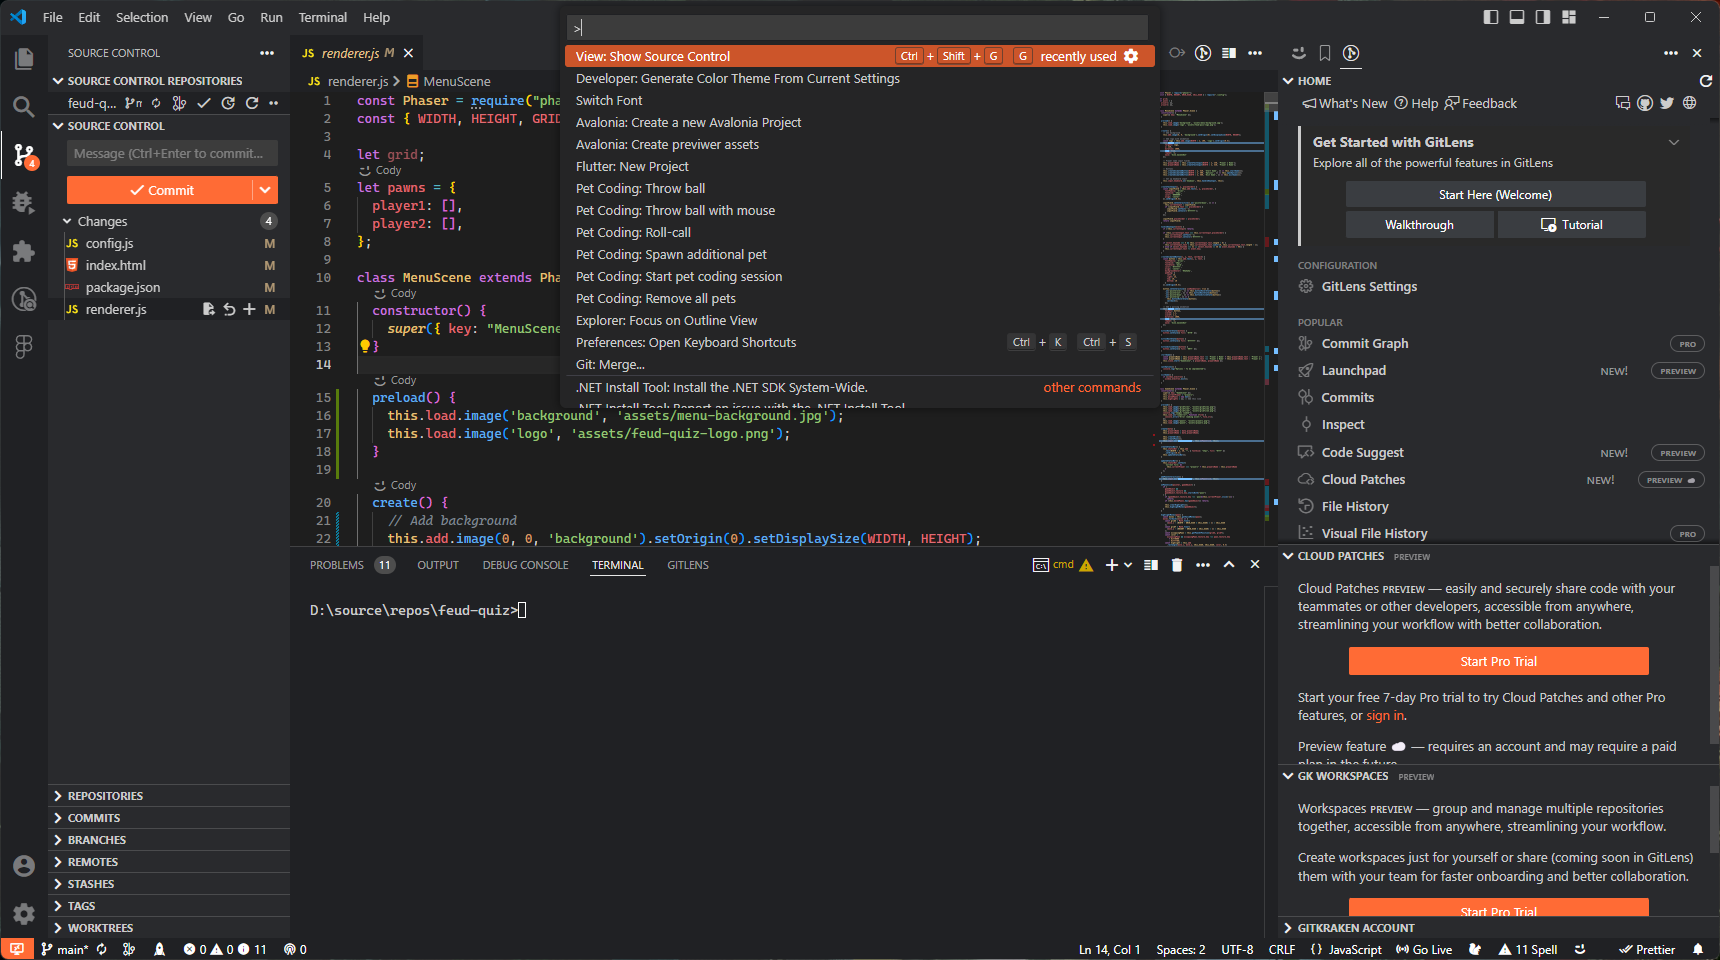 File Edit Selection View Go Run Terminal Help
>
View: Show Source Control Ctrl + Shift + G G recently used
Developer: Generate Color Theme From Current Settings
Switch Font
Avalonia: Create a new Avalonia Project
Avalonia: Create previwer assets
Flutter: New Project
Pet Coding: Throw ball
Pet Coding: Throw ball with mouse
Pet Coding: Roll-call
Pet Coding: Spawn additional pet
Pet Coding: Start pet coding session
Pet Coding: Remove all pets
Explorer: Focus on Outline View
Preferences: Open Keyboard Shortcuts Ctrl + K Ctrl + S
Git: Merge...
.NET Install Tool: Install the .NET SDK System-Wide. other commands
.NET Install Tool: Report an issue with the .NET Install Tool
SOURCE CONTROL
SOURCE CONTROL REPOSITORIES
feud-q...
SOURCE CONTROL
Message (Ctrl+Enter to commit...
Commit
4
Changes 4
JS config.js M
index.html M
package.json M
JS renderer.js M
REPOSITORIES
COMMITS
BRANCHES
REMOTES
STASHES
TAGS
WORKTREES
JS renderer.js M
JS renderer.js > MenuScene
1 const Phaser = require("pha
2 const { WIDTH, HEIGHT, GRID
3
4 let grid;
Cody
5 let pawns = {
6 player1: [],
7 player2: [],
8 };
9
10 class MenuScene extends Pha
Cody
11 constructor() {
12 super({ key: "MenuScene
13 }
14
Cody
15 preload() {
16 this.load.image('background', 'assets/menu-background.jpg');
17 this.load.image('logo', 'assets/feud-quiz-logo.png');
18 }
19
Cody
20 create() {
21 // Add background
22 this.add.image(0, 0, 'background').setOrigin(0).setDisplaySize(WIDTH, HEIGHT);
PROBLEMS 11 OUTPUT DEBUG CONSOLE TERMINAL GITLENS cmd
D:\source\repos\feud-quiz>
HOME
What's New Help Feedback
Get Started with GitLens
Explore all of the powerful features in GitLens
Start Here (Welcome)
Walkthrough Tutorial
CONFIGURATION
GitLens Settings
POPULAR
Commit Graph PRO
Launchpad NEW! PREVIEW
Commits
Inspect
Code Suggest NEW! PREVIEW
Cloud Patches NEW! PREVIEW
File History
Visual File History PRO
CLOUD PATCHES PREVIEW
Cloud Patches PREVIEW — easily and securely share code with your
teammates or other developers, accessible from anywhere,
streamlining your workflow with better collaboration.
Start Pro Trial
Start your free 7-day Pro trial to try Cloud Patches and other Pro
features, or sign in.
Preview feature — requires an account and may require a paid
plan in the future
GK WORKSPACES PREVIEW
Workspaces PREVIEW — group and manage multiple repositories
together, accessible from anywhere, streamlining your workflow.
Create workspaces just for yourself or share (coming soon in GitLens)
them with your team for faster onboarding and better collaboration.
Start Pro Trial
GITKRAKEN ACCOUNT
main* 0 0 11 0 Ln 14, Col 1 Spaces: 2 UTF-8 CRLF {} JavaScript Go Live 11 Spell Prettier